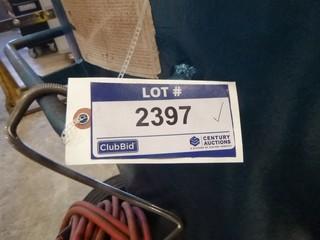 LOT #
2397
ClubBid
CENTURY
AUCTIONS